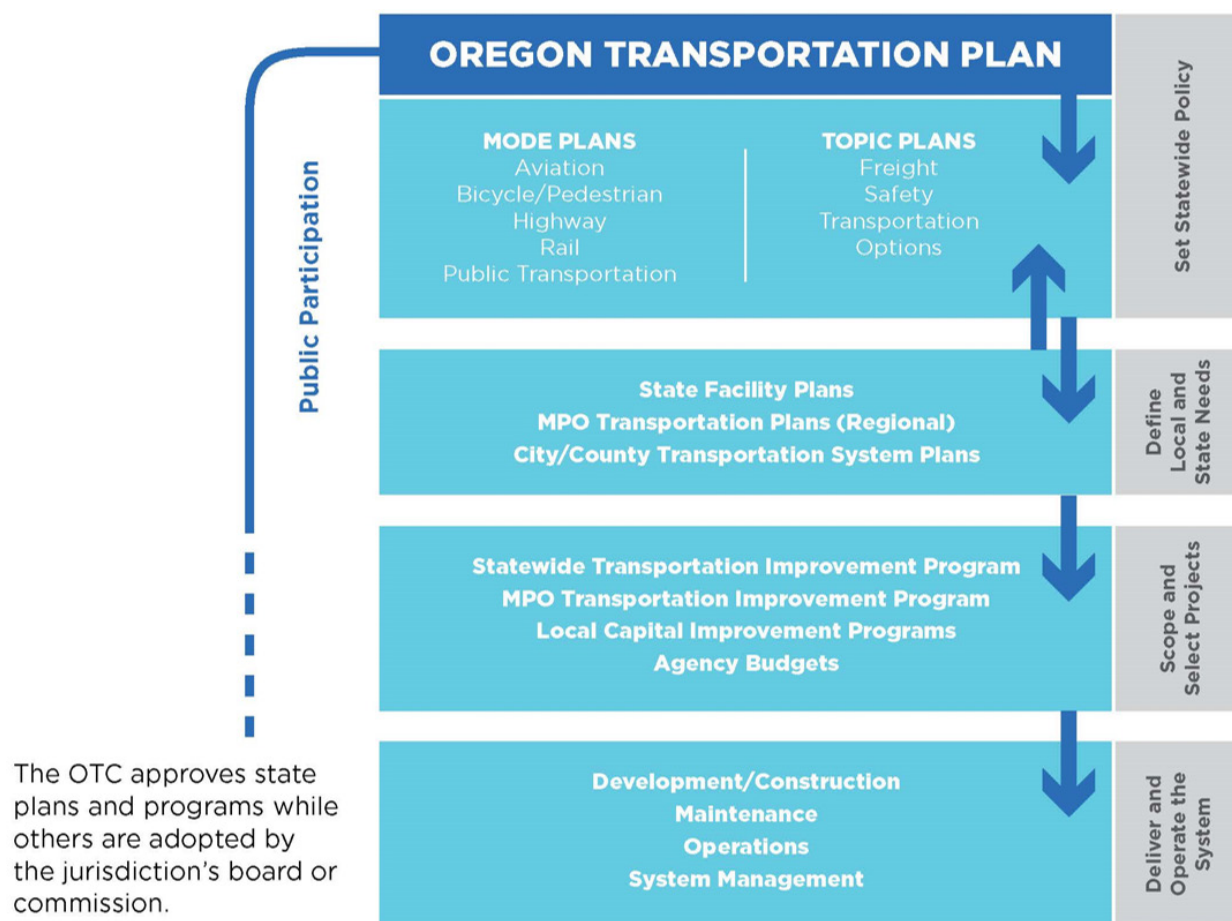 OREGON TRANSPORTATION PLAN
MODE PLANS
Aviation
Bicycle/Pedestrian
Highway
Rail
Public Transportation
TOPIC PLANS
Freight
Safety
Transportation
Options
Set Statewide Policy
Public Participation
State Facility Plans
MPO Transportation Plans (Regional)
City/County Transportation System Plans
Define
Local and
State Needs
Statewide Transportation Improvement Program
MPO Transportation Improvement Program
Local Capital Improvement Programs
Agency Budgets
Scope and
Select Projects
Development/Construction
Maintenance
Operations
System Management
Deliver and
Operate the
System
The OTC approves state
plans and programs while
others are adopted by
the jurisdiction's board or
commission.